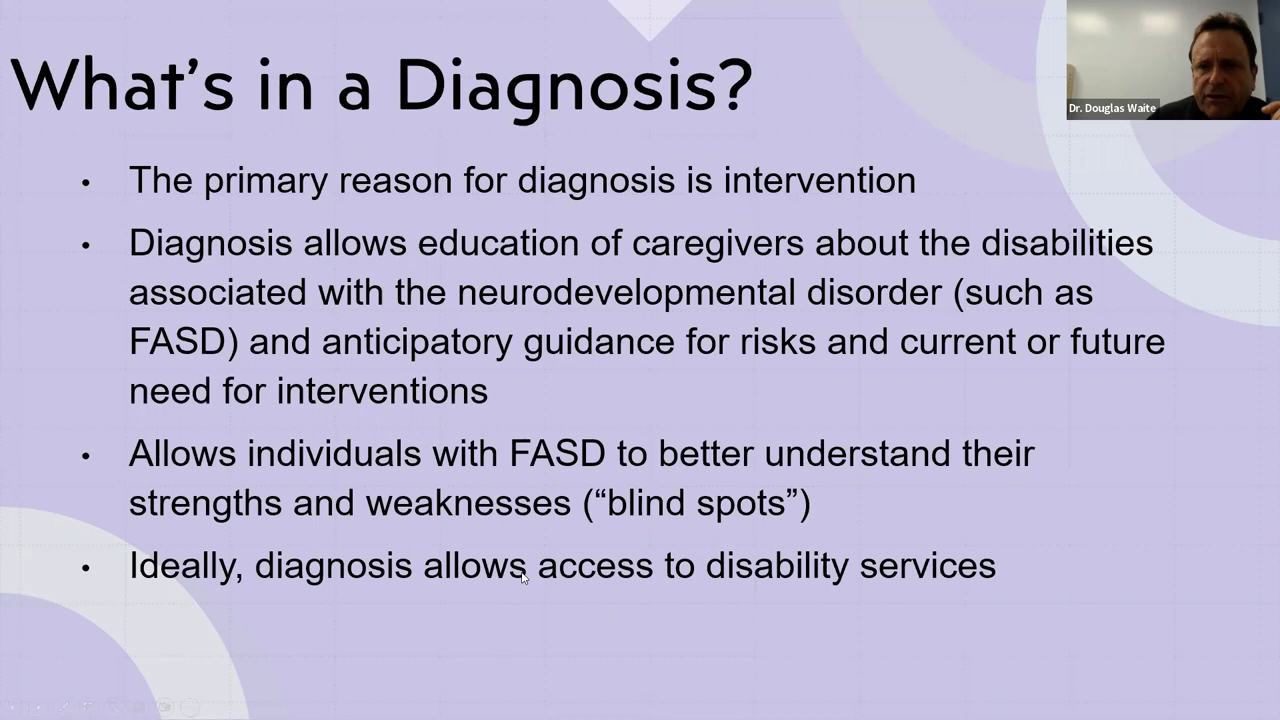 What's in a Diagnosis?
Dr. Douglas Waite
• The primary reason for diagnosis is intervention
• Diagnosis allows education of caregivers about the disabilities
associated with the neurodevelopmental disorder (such as
FASD) and anticipatory guidance for risks and current or future
need for interventions
• Allows individuals with FASD to better understand their
strengths and weaknesses (“blind spots”)
• Ideally, diagnosis allows access to disability services